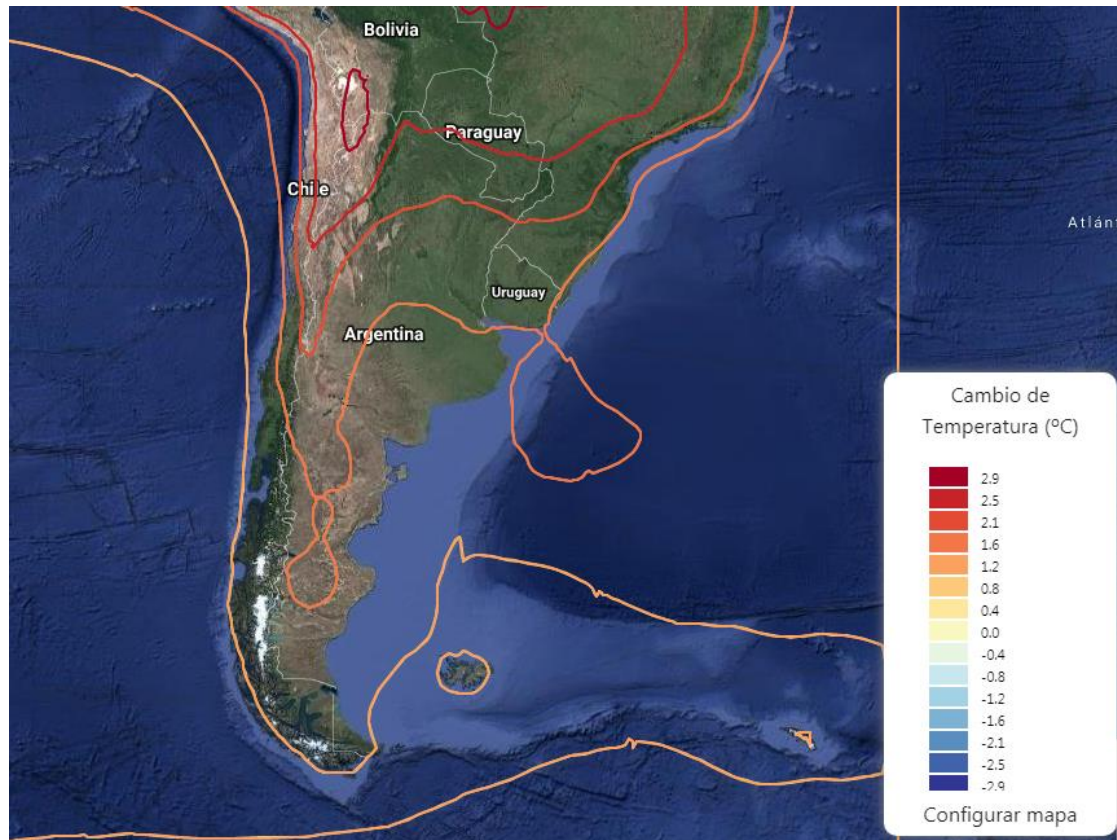 Bolivia
Paraguay
Chile
Uruguay
Argentina
Atlán
Cambio de
Temperatura (ºC)
2.9
2.5
2.1
1.6
1.2
0.8
0.4
0.0
-0.4
-0.8
-1.2
-1.6
-2.1
-2.5
-2.9
Configurar mapa